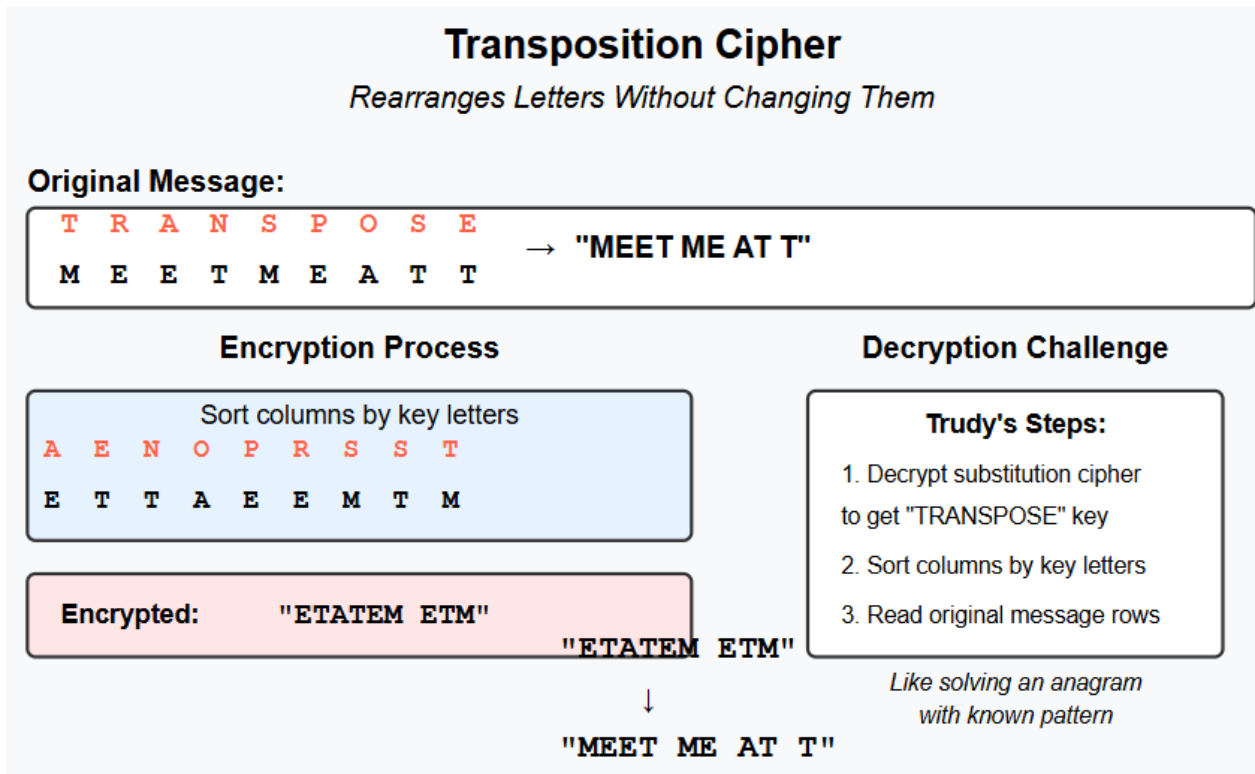 Transposition Cipher
Rearranges Letters Without Changing Them
Original Message:
T R A N S P O S E
M E E T M E A T T
→ "MEET ME AT T"
Encryption Process
Sort columns by key letters
A E N O P R S S T
E T T A E E M T M
Encrypted: "ETATEM ETM"
"ETATEM ETM"
↓
"MEET ME AT T"
Decryption Challenge
Trudy's Steps:
1. Decrypt substitution cipher
to get "TRANSPOSE" key
2. Sort columns by key letters
3. Read original message rows
Like solving an anagram
with known pattern